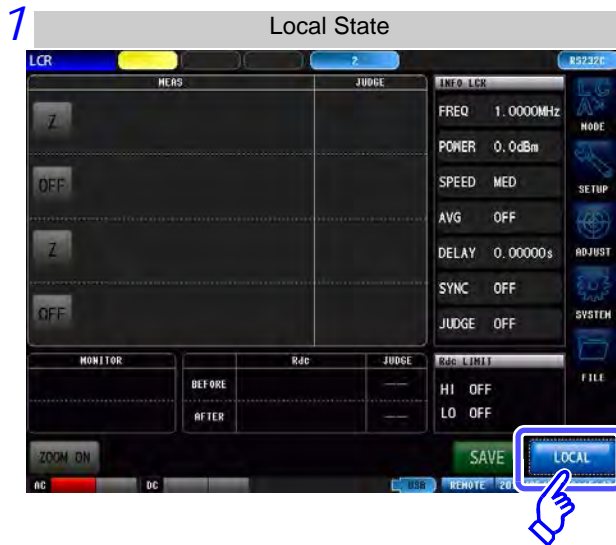 1
Local State
LCR
2
RS232C
MEAS JUDGE
Z
OFF
Z
OFF
INFO LCR
FREQ 1.0000MHz
POWER 0.0dBm
SPEED MED
AVG OFF
DELAY 0.00000s
SYNC OFF
JUDGE OFF
MODE
SETUP
ADJUST
SYSTEM
FILE
MONITOR
Rdc JUDGE
BEFORE ----
AFTER ----
Rdc LIMIT
HI OFF
LO OFF
ZOOM ON
SAVE
LOCAL
AC DC USB REMOTE